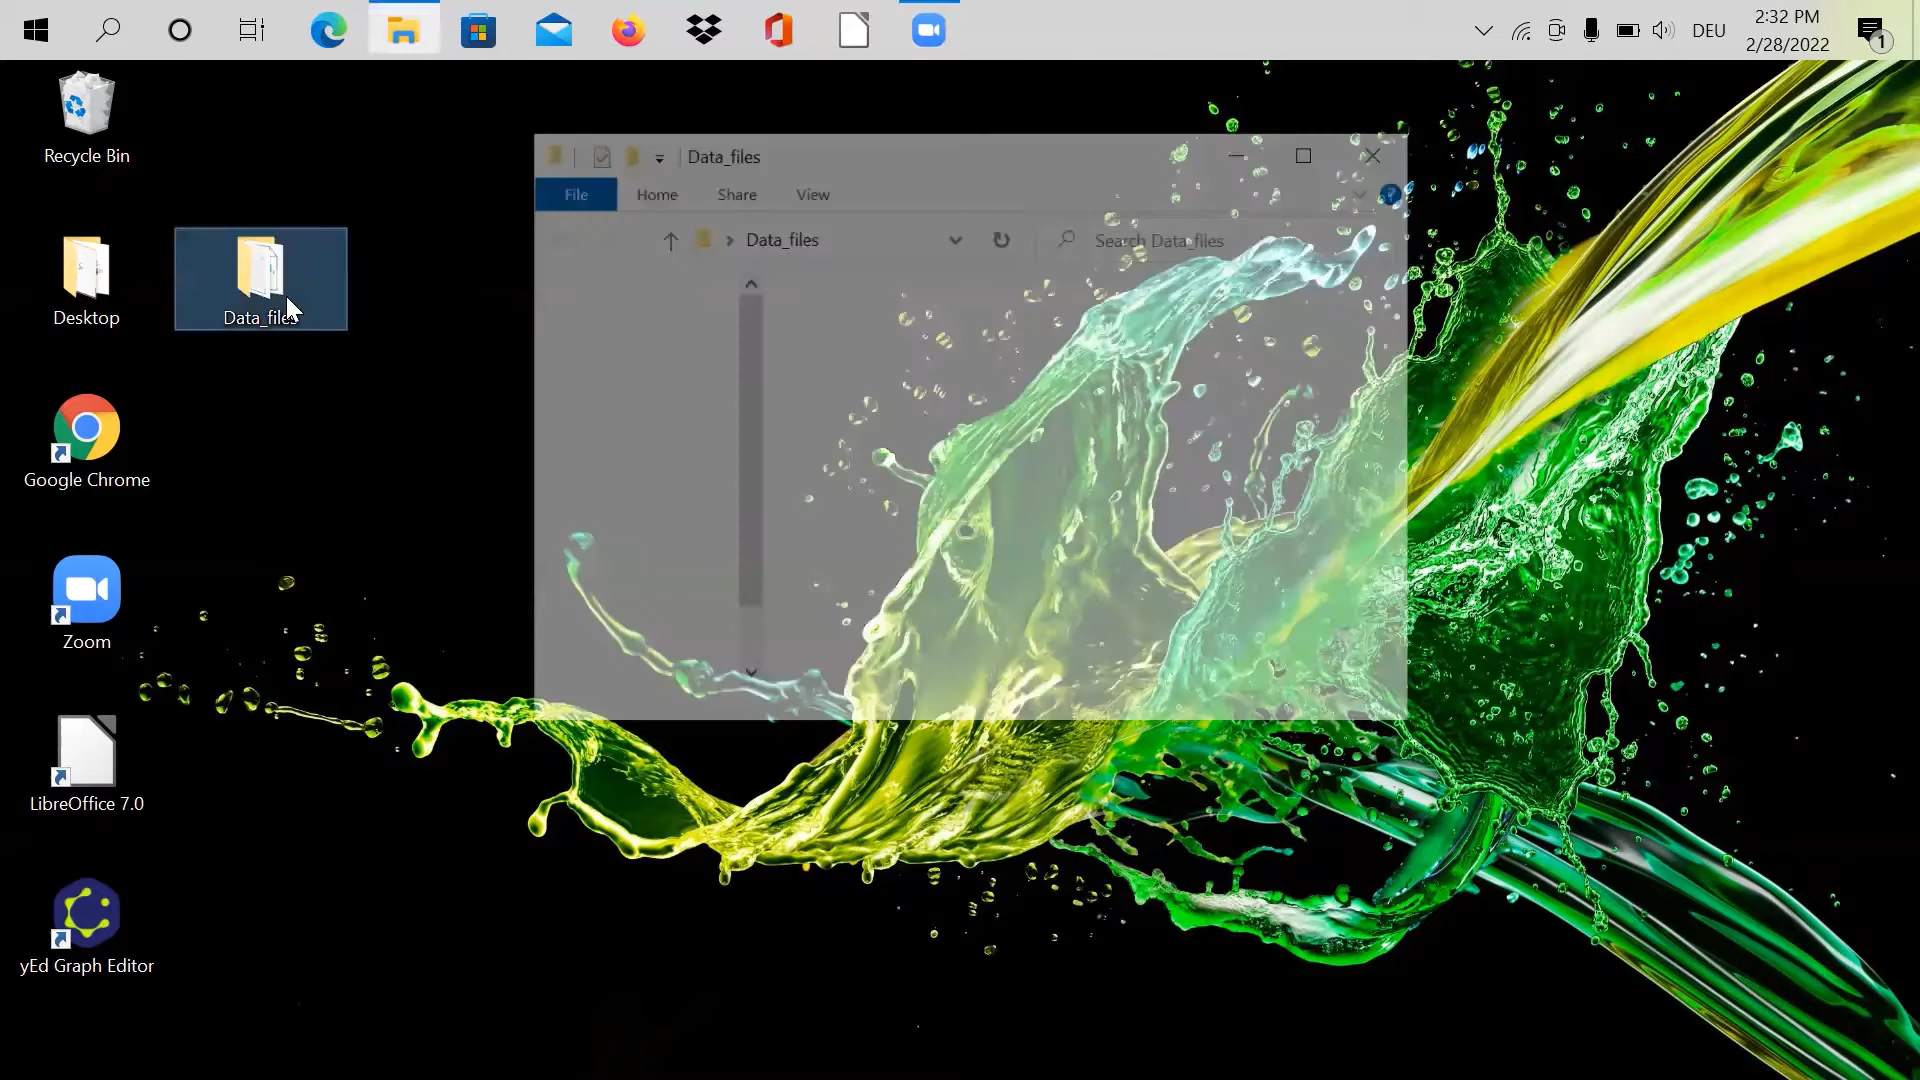 DEU
2:32 PM
2/28/2022
1
Recycle Bin
Desktop
Data_files
Google Chrome
Zoom
LibreOffice 7.0
yEd Graph Editor
Data_files
File
Home
Share
View
Data_files
Search Data_files